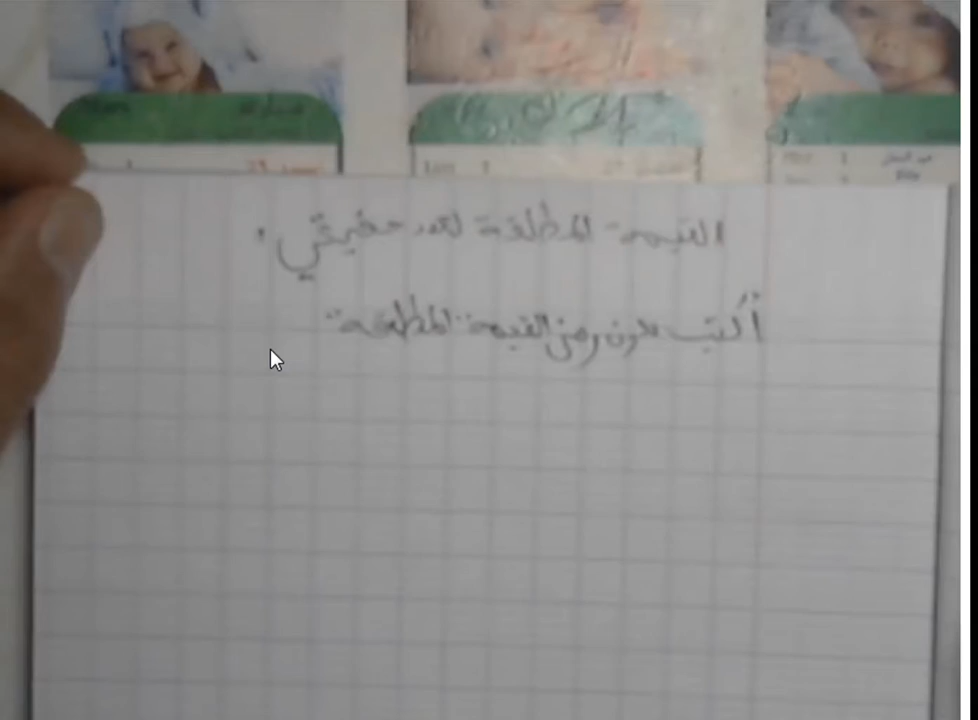 القيمة المطلقة لعدد حقيقي .
أكتب بدون رمز القيمة المطلقة